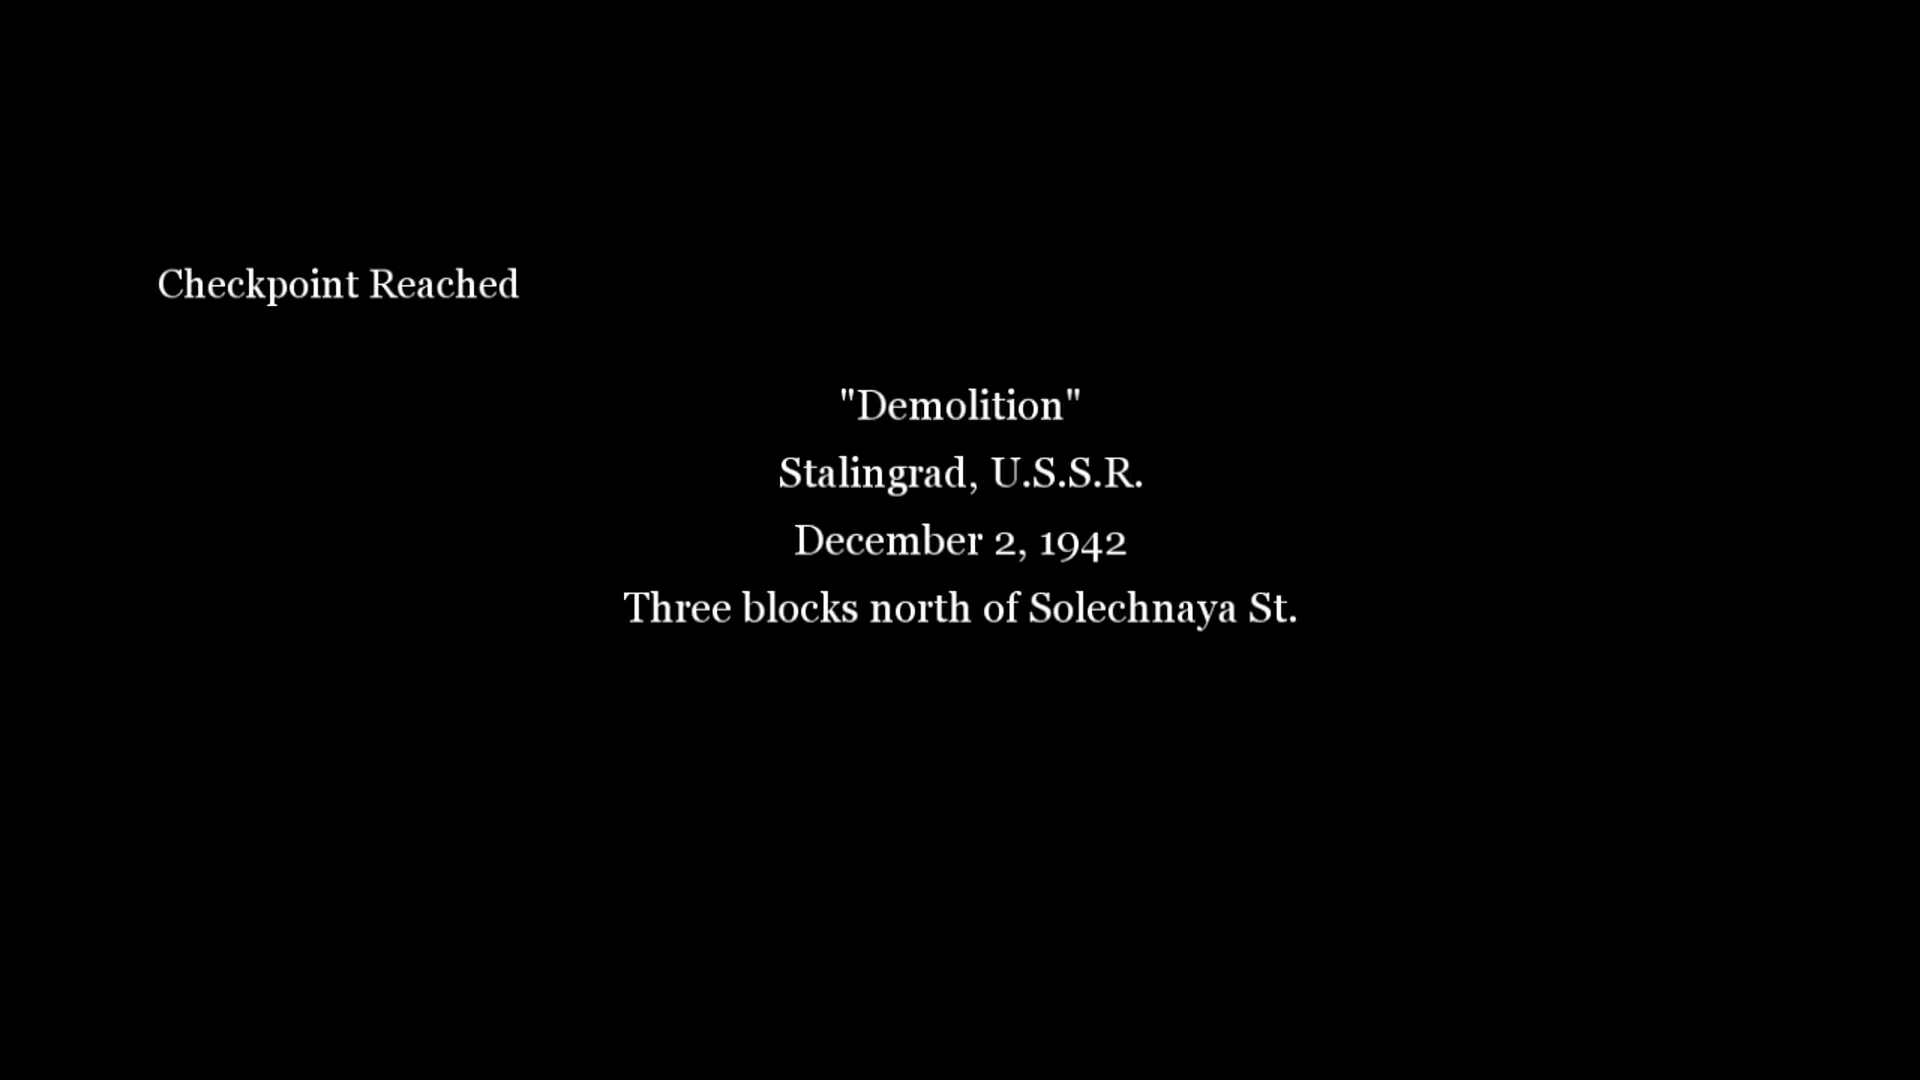 Checkpoint Reached
"Demolition"
Stalingrad, U.S.S.R.
December 2, 1942
Three blocks north of Solechnaya St.